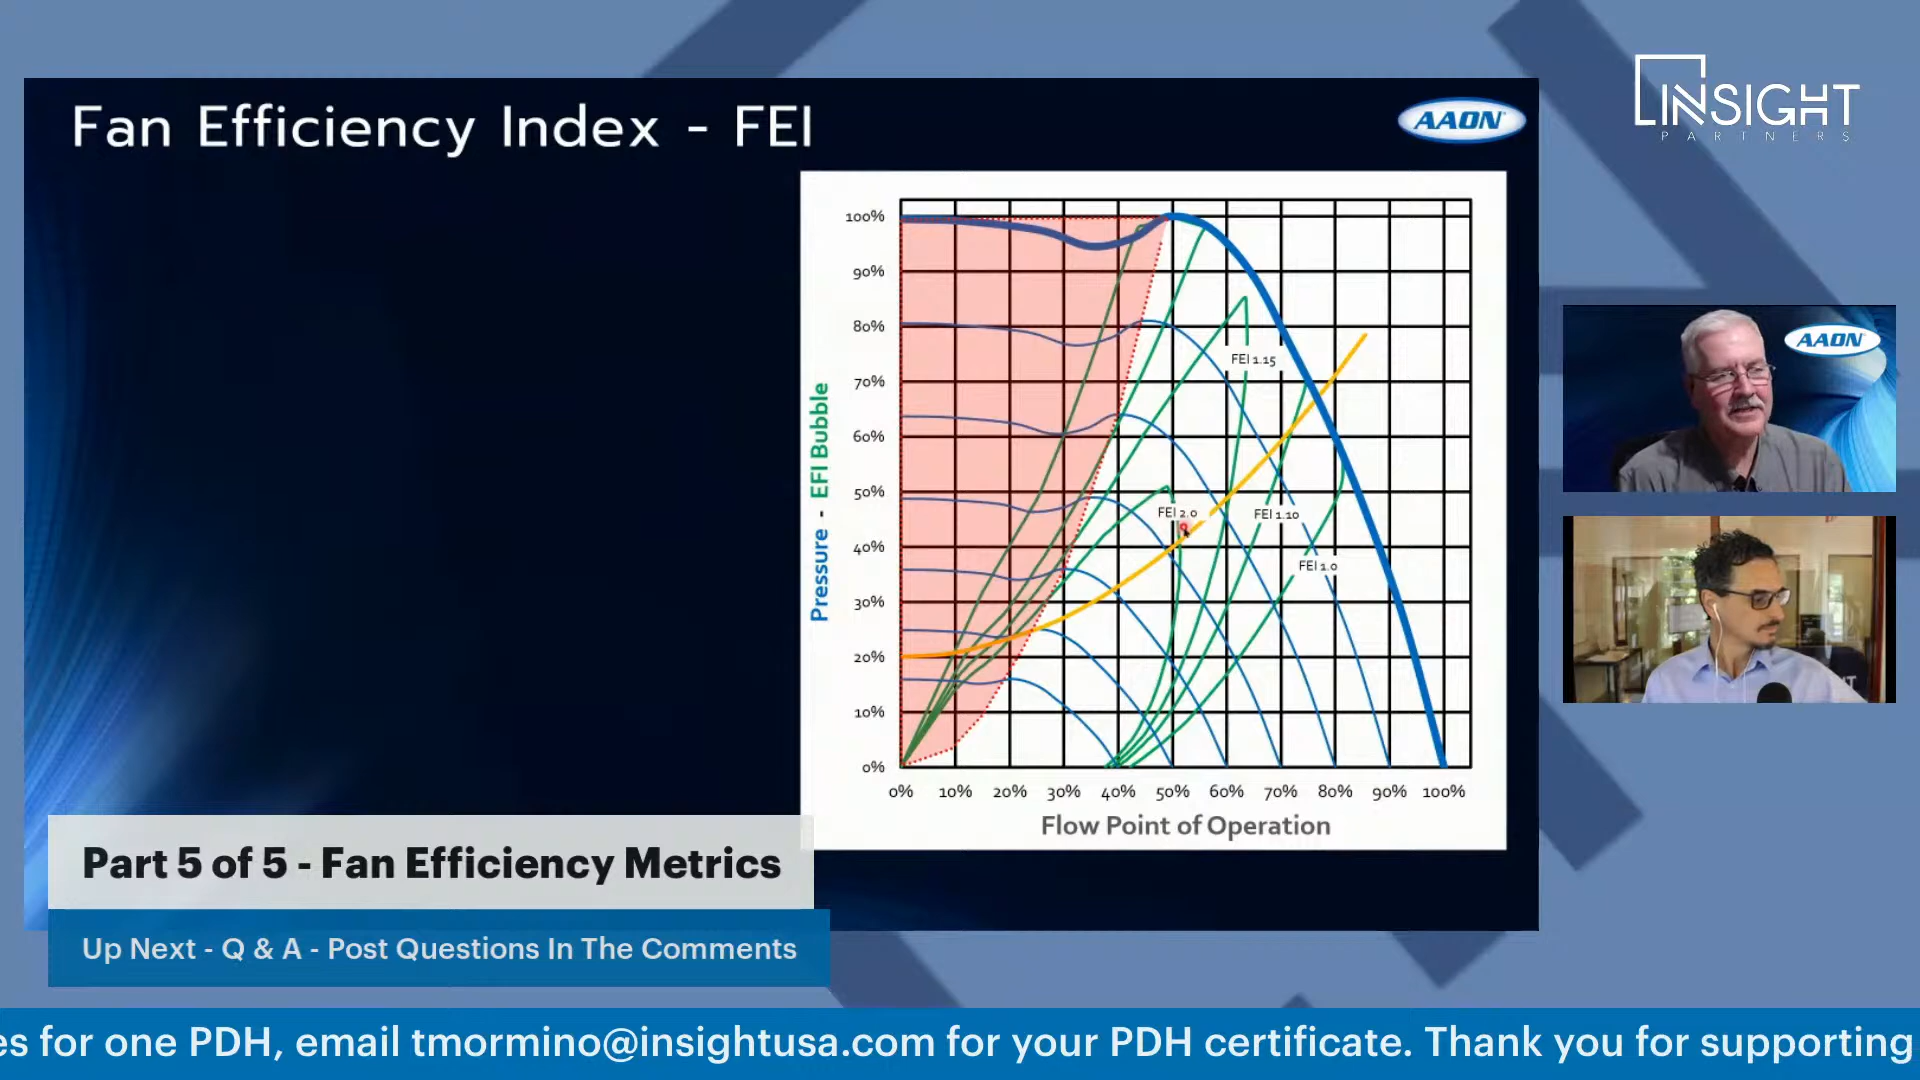 Fan Efficiency Index - FEI
AAON
INSIGHT
PARTNERS
Pressure - EFI Bubble
100%
90%
80%
70%
60%
50%
40%
30%
20%
10%
0%
FEI 1.15
FEI 2.0
FEI 1.10
FEI 1.0
0% 10% 20% 30% 40% 50% 60% 70% 80% 90% 100%
Flow Point of Operation
AAON
Part 5 of 5 - Fan Efficiency Metrics
Up Next - Q & A - Post Questions In The Comments
es for one PDH, email tmormino@insightusa.com for your PDH certificate. Thank you for supporting